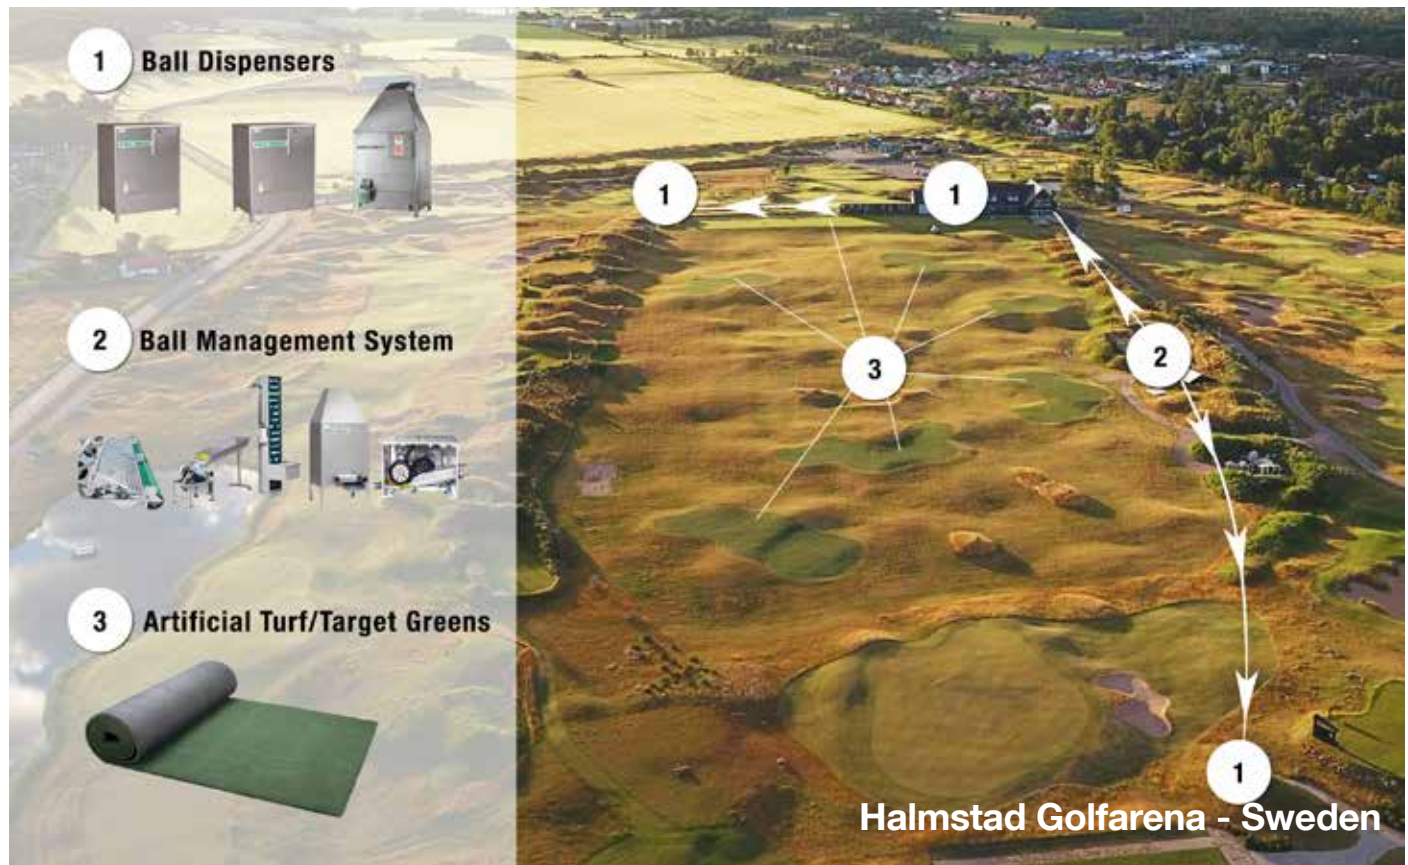 1 Ball Dispensers
2 Ball Management System
3 Artificial Turf/Target Greens
1
1
2
3
1
Halmstad Golfarena - Sweden